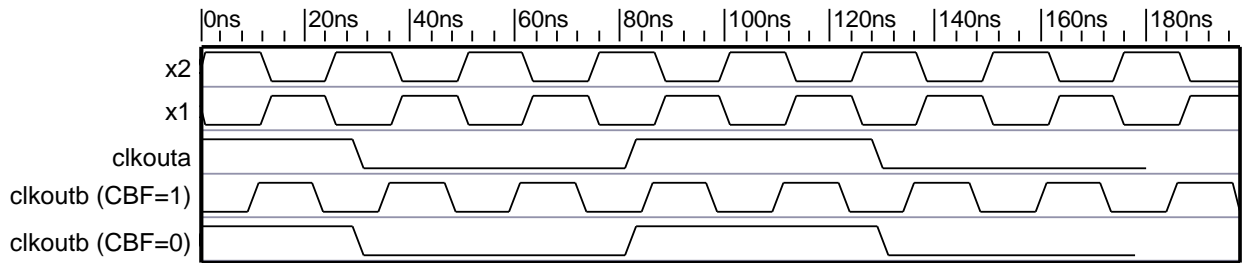 0ns 20ns 40ns 60ns 80ns 100ns 120ns 140ns 160ns 180ns
x2
x1
clkouta
clkoutb (CBF=1)
clkoutb (CBF=0)